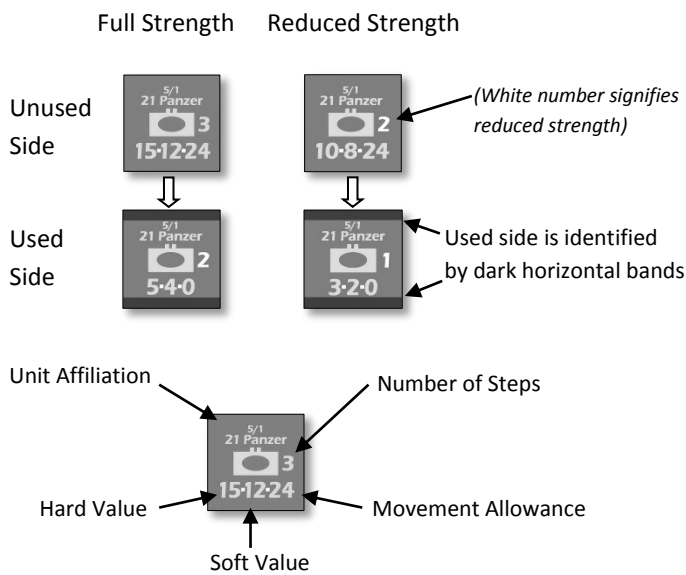 Full Strength Reduced Strength
Unused
Side
5/1
21 Panzer
3
15-12-24
5/1
21 Panzer
2
10-8-24
(White number signifies
reduced strength)
Used
Side
5/1
21 Panzer
2
5-4-0
5/1
21 Panzer
1
3-2-0
Used side is identified
by dark horizontal bands
Unit Affiliation
Number of Steps
5/1
21 Panzer
3
15-12-24
Hard Value
Movement Allowance
Soft Value